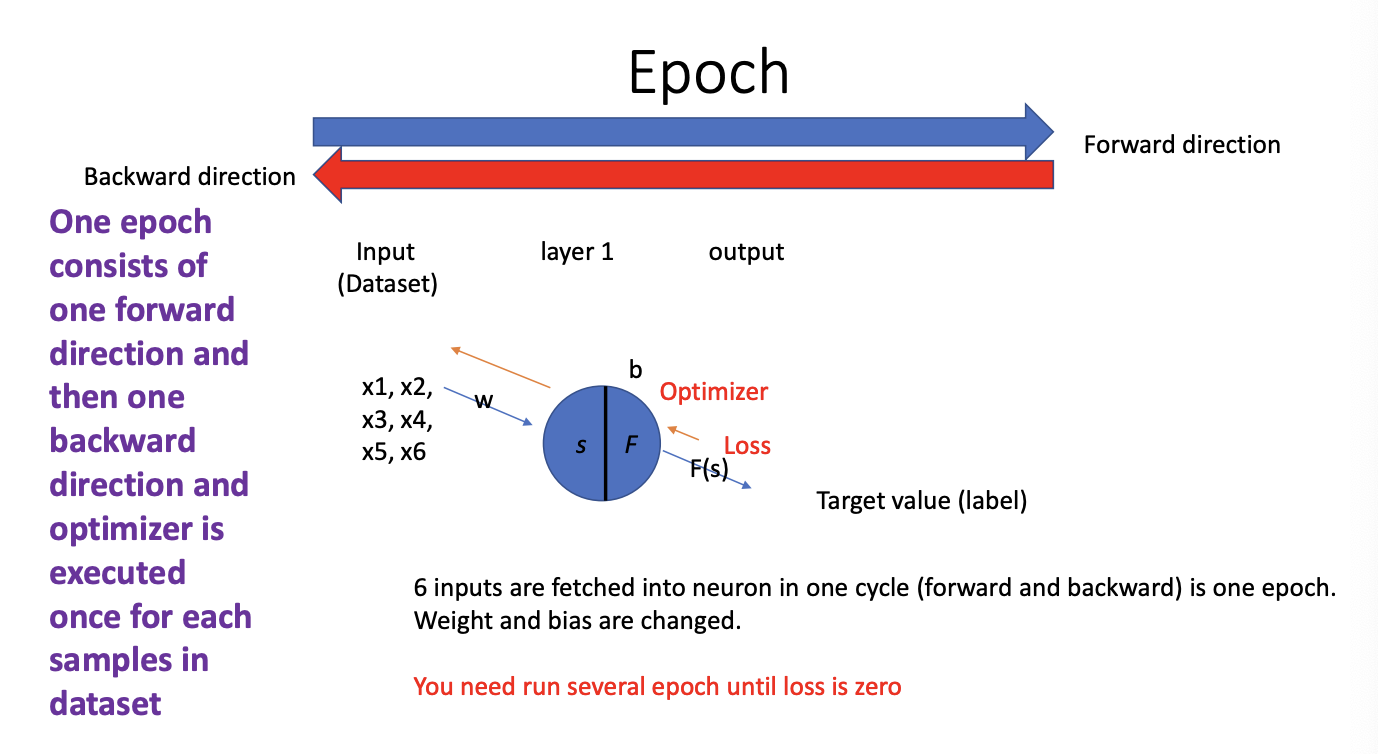 Epoch
Forward direction
Backward direction
One epoch
consists of
one forward
direction and
then one
backward
direction and
optimizer is
executed
once for each
samples in
dataset
Input
(Dataset)
layer 1
output
x1, x2,
x3, x4,
x5, x6
w
s
F
b
Optimizer
Loss
F(s)
Target value (label)
6 inputs are fetched into neuron in one cycle (forward and backward) is one epoch.
Weight and bias are changed.
You need run several epoch until loss is zero